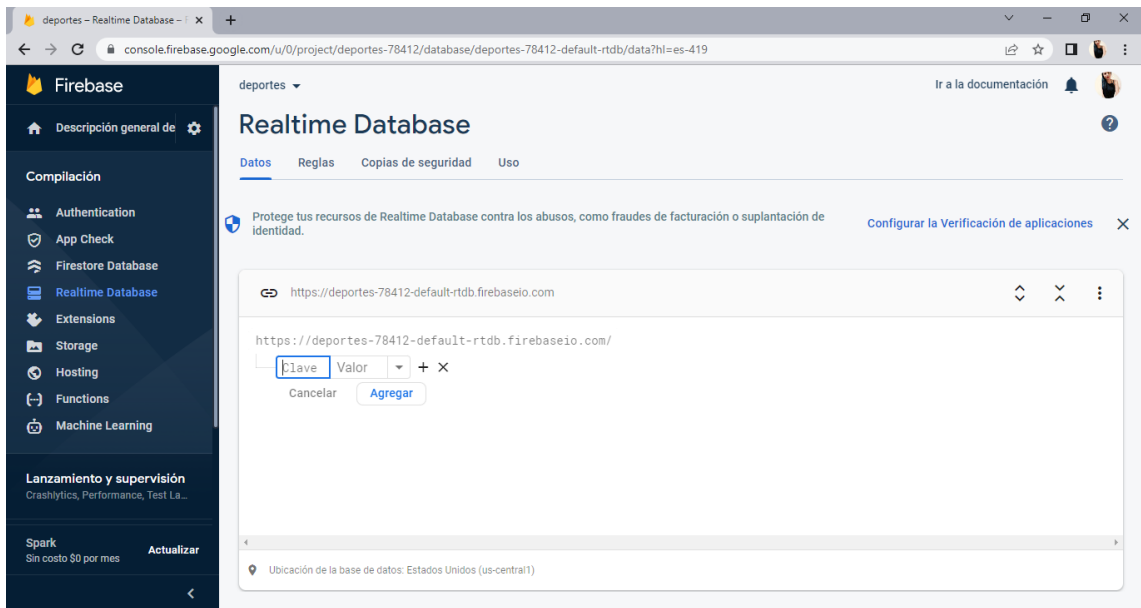 deportes – Realtime Database –
console.firebase.google.com/u/0/project/deportes-78412/database/deportes-78412-default-rtdb/data?hl=es-419
Firebase
deportes
Ir a la documentación
Descripción general de
Realtime Database
Datos Reglas Copias de seguridad Uso
Compilación
Authentication
App Check
Firestore Database
Realtime Database
Extensions
Storage
Hosting
Functions
Machine Learning
Lanzamiento y supervisión
Crashlytics, Performance, Test La...
Spark
Sin costo $0 por mes
Actualizar
Protege tus recursos de Realtime Database contra los abusos, como fraudes de facturación o suplantación de
identidad.
Configurar la Verificación de aplicaciones
https://deportes-78412-default-rtdb.firebaseio.com
https://deportes-78412-default-rtdb.firebaseio.com/
Clave Valor
Cancelar Agregar
Ubicación de la base de datos: Estados Unidos (us-central1)